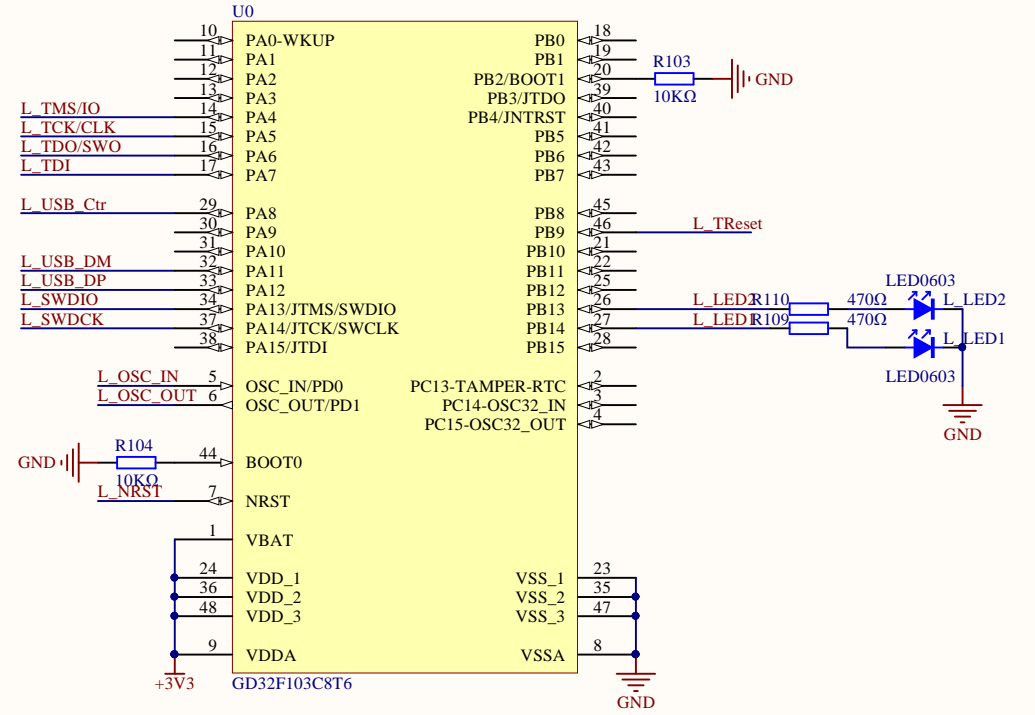 U0
10 PA0-WKUP PB0 18
11 PA1 PB1 19
12 PA2 PB2/BOOT1 20 R103 10KΩ GND
13 PA3 PB3/JTDO 39
L_TMS/IO 14 PA4 PB4/JNTRST 40
L_TCK/CLK 15 PA5 PB5 41
L_TDO/SWO 16 PA6 PB6 42
L_TDI 17 PA7 PB7 43
L_USB_Ctr 29 PA8 PB8 45
30 PA9 PB9 46 L_TReset
31 PA10 PB10 21
L_USB_DM 32 PA11 PB11 22
L_USB_DP 33 PA12 PB12 25 LED0603
L_SWDIO 34 PA13/JTMS/SWDIO PB13 26 L_LED2 R110 470Ω L_LED2
L_SWDCK 37 PA14/JTCK/SWCLK PB14 27 L_LED1 R109 470Ω L_LED1
38 PA15/JTDI PB15 28
LED0603
L_OSC_IN 5 OSC_IN/PD0 PC13-TAMPER-RTC 2
L_OSC_OUT 6 OSC_OUT/PD1 PC14-OSC32_IN 3
PC15-OSC32_OUT 4
GND
R104
GND 44 BOOT0
10KΩ
L_NRST 7 NRST
1 VBAT
24 VDD_1 VSS_1 23
36 VDD_2 VSS_2 35
48 VDD_3 VSS_3 47
9 VDDA VSSA 8
+3V3 GD32F103C8T6
GND